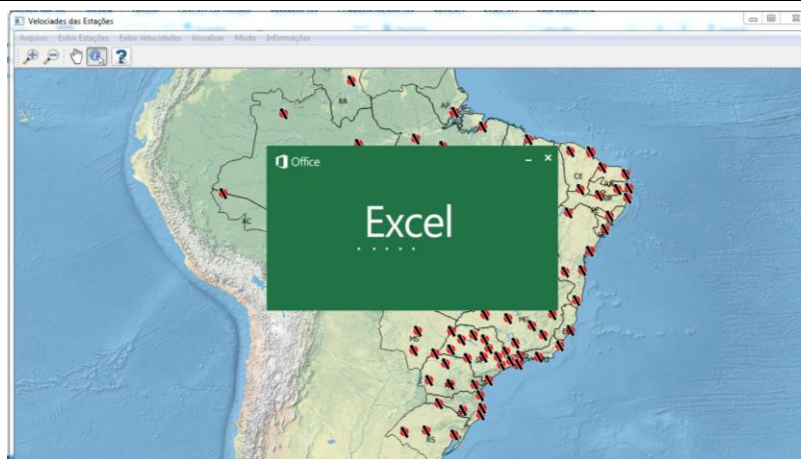 Velociades das Estações
Arquivo Exibir Estações Exibir Velocidades Visualizar Modo Informações
RR
AP
Office
CE
Excel
AC
MG
MS
RS